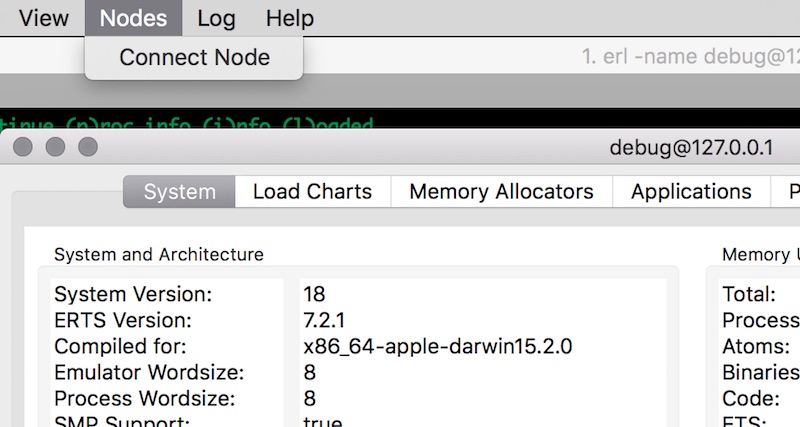 View Nodes Log Help
Connect Node
1. erl -name debug@12
tinue (p)roc info (i)nfo (l)oaded
debug@127.0.0.1
System Load Charts Memory Allocators Applications P
System and Architecture
System Version: 18
ERTS Version: 7.2.1
Compiled for: x86_64-apple-darwin15.2.0
Emulator Wordsize: 8
Process Wordsize: 8
SMP Support: true
Memory U
Total:
Process
Atoms:
Binaries
Code:
ETS: